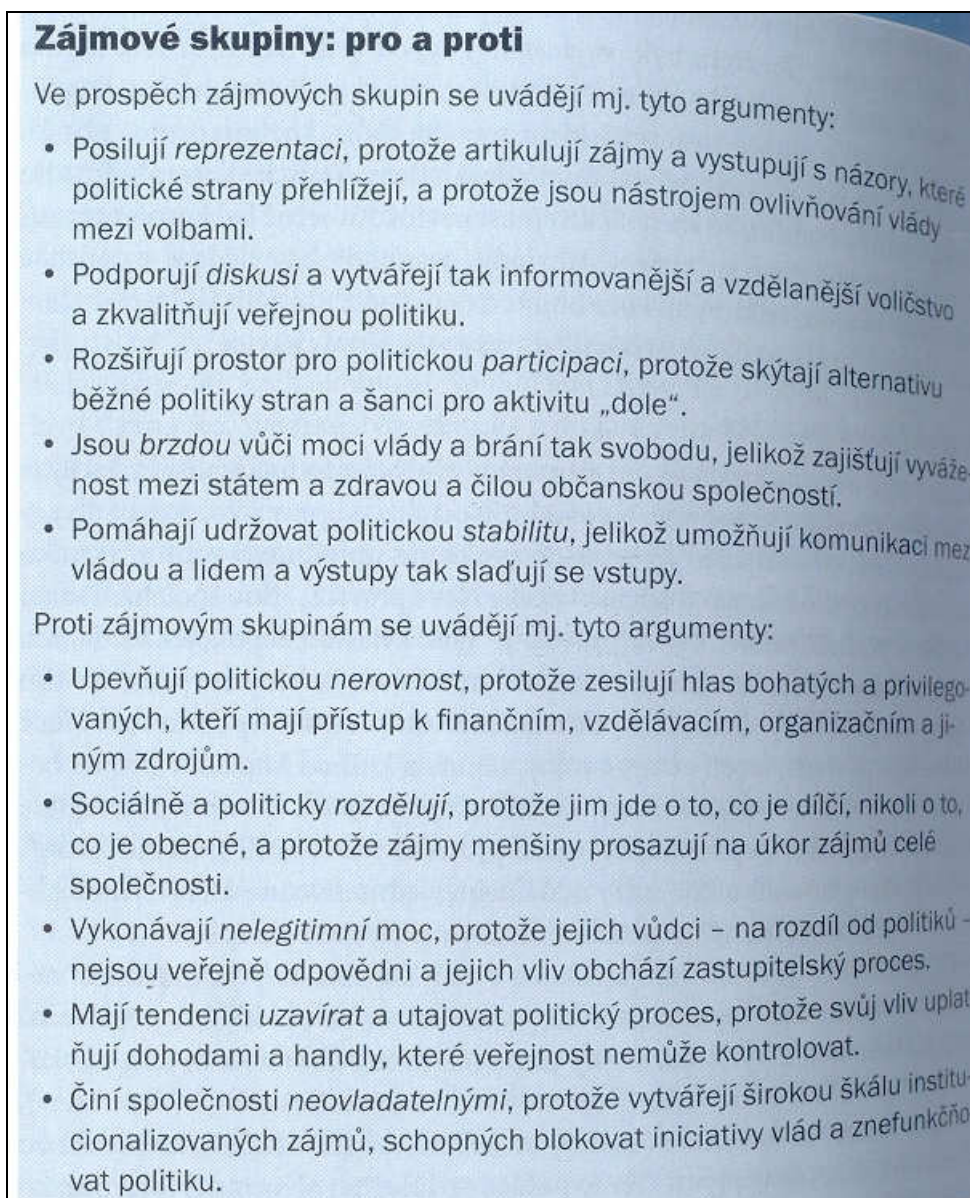 Zájmové skupiny: pro a proti
Ve prospěch zájmových skupin se uvádějí mj. tyto argumenty:
• Posilují reprezentaci, protože artikulují zájmy a vystupují s názory, které
politické strany přehlížejí, a protože jsou nástrojem ovlivňování vlády
mezi volbami.
• Podporují diskusi a vytvářejí tak informovanější a vzdělanější voličstvo
a zkvalitňují veřejnou politiku.
• Rozšiřují prostor pro politickou participaci, protože skýtají alternativu
běžné politiky stran a šanci pro aktivitu „dole“.
• Jsou brzdou vůči moci vlády a brání tak svobodu, jelikož zajišťují vyváže-
nost mezi státem a zdravou a čilou občanskou společností.
• Pomáhají udržovat politickou stabilitu, jelikož umožňují komunikaci mez
vládou a lidem a výstupy tak slaďují se vstupy.
Proti zájmovým skupinám se uvádějí mj. tyto argumenty:
• Upevňují politickou nerovnost, protože zesilují hlas bohatých a privilego-
vaných, kteří mají přístup k finančním, vzdělávacím, organizačním a ji-
ným zdrojům.
• Sociálně a politicky rozdělují, protože jim jde o to, co je dílčí, nikoli o to,
co je obecné, a protože zájmy menšiny prosazují na úkor zájmů celé
společnosti.
• Vykonávají nelegitimní moc, protože jejich vůdci – na rozdíl od politiků –
nejsou veřejně odpovědni a jejich vliv obchází zastupitelský proces.
• Mají tendenci uzavírat a utajovat politický proces, protože svůj vliv uplat
ňují dohodami a handly, které veřejnost nemůže kontrolovat.
• Činí společnosti neovladatelnými, protože vytvářejí širokou škálu institu-
cionalizovaných zájmů, schopných blokovat iniciativy vlád a znefunkčňo
vat politiku.